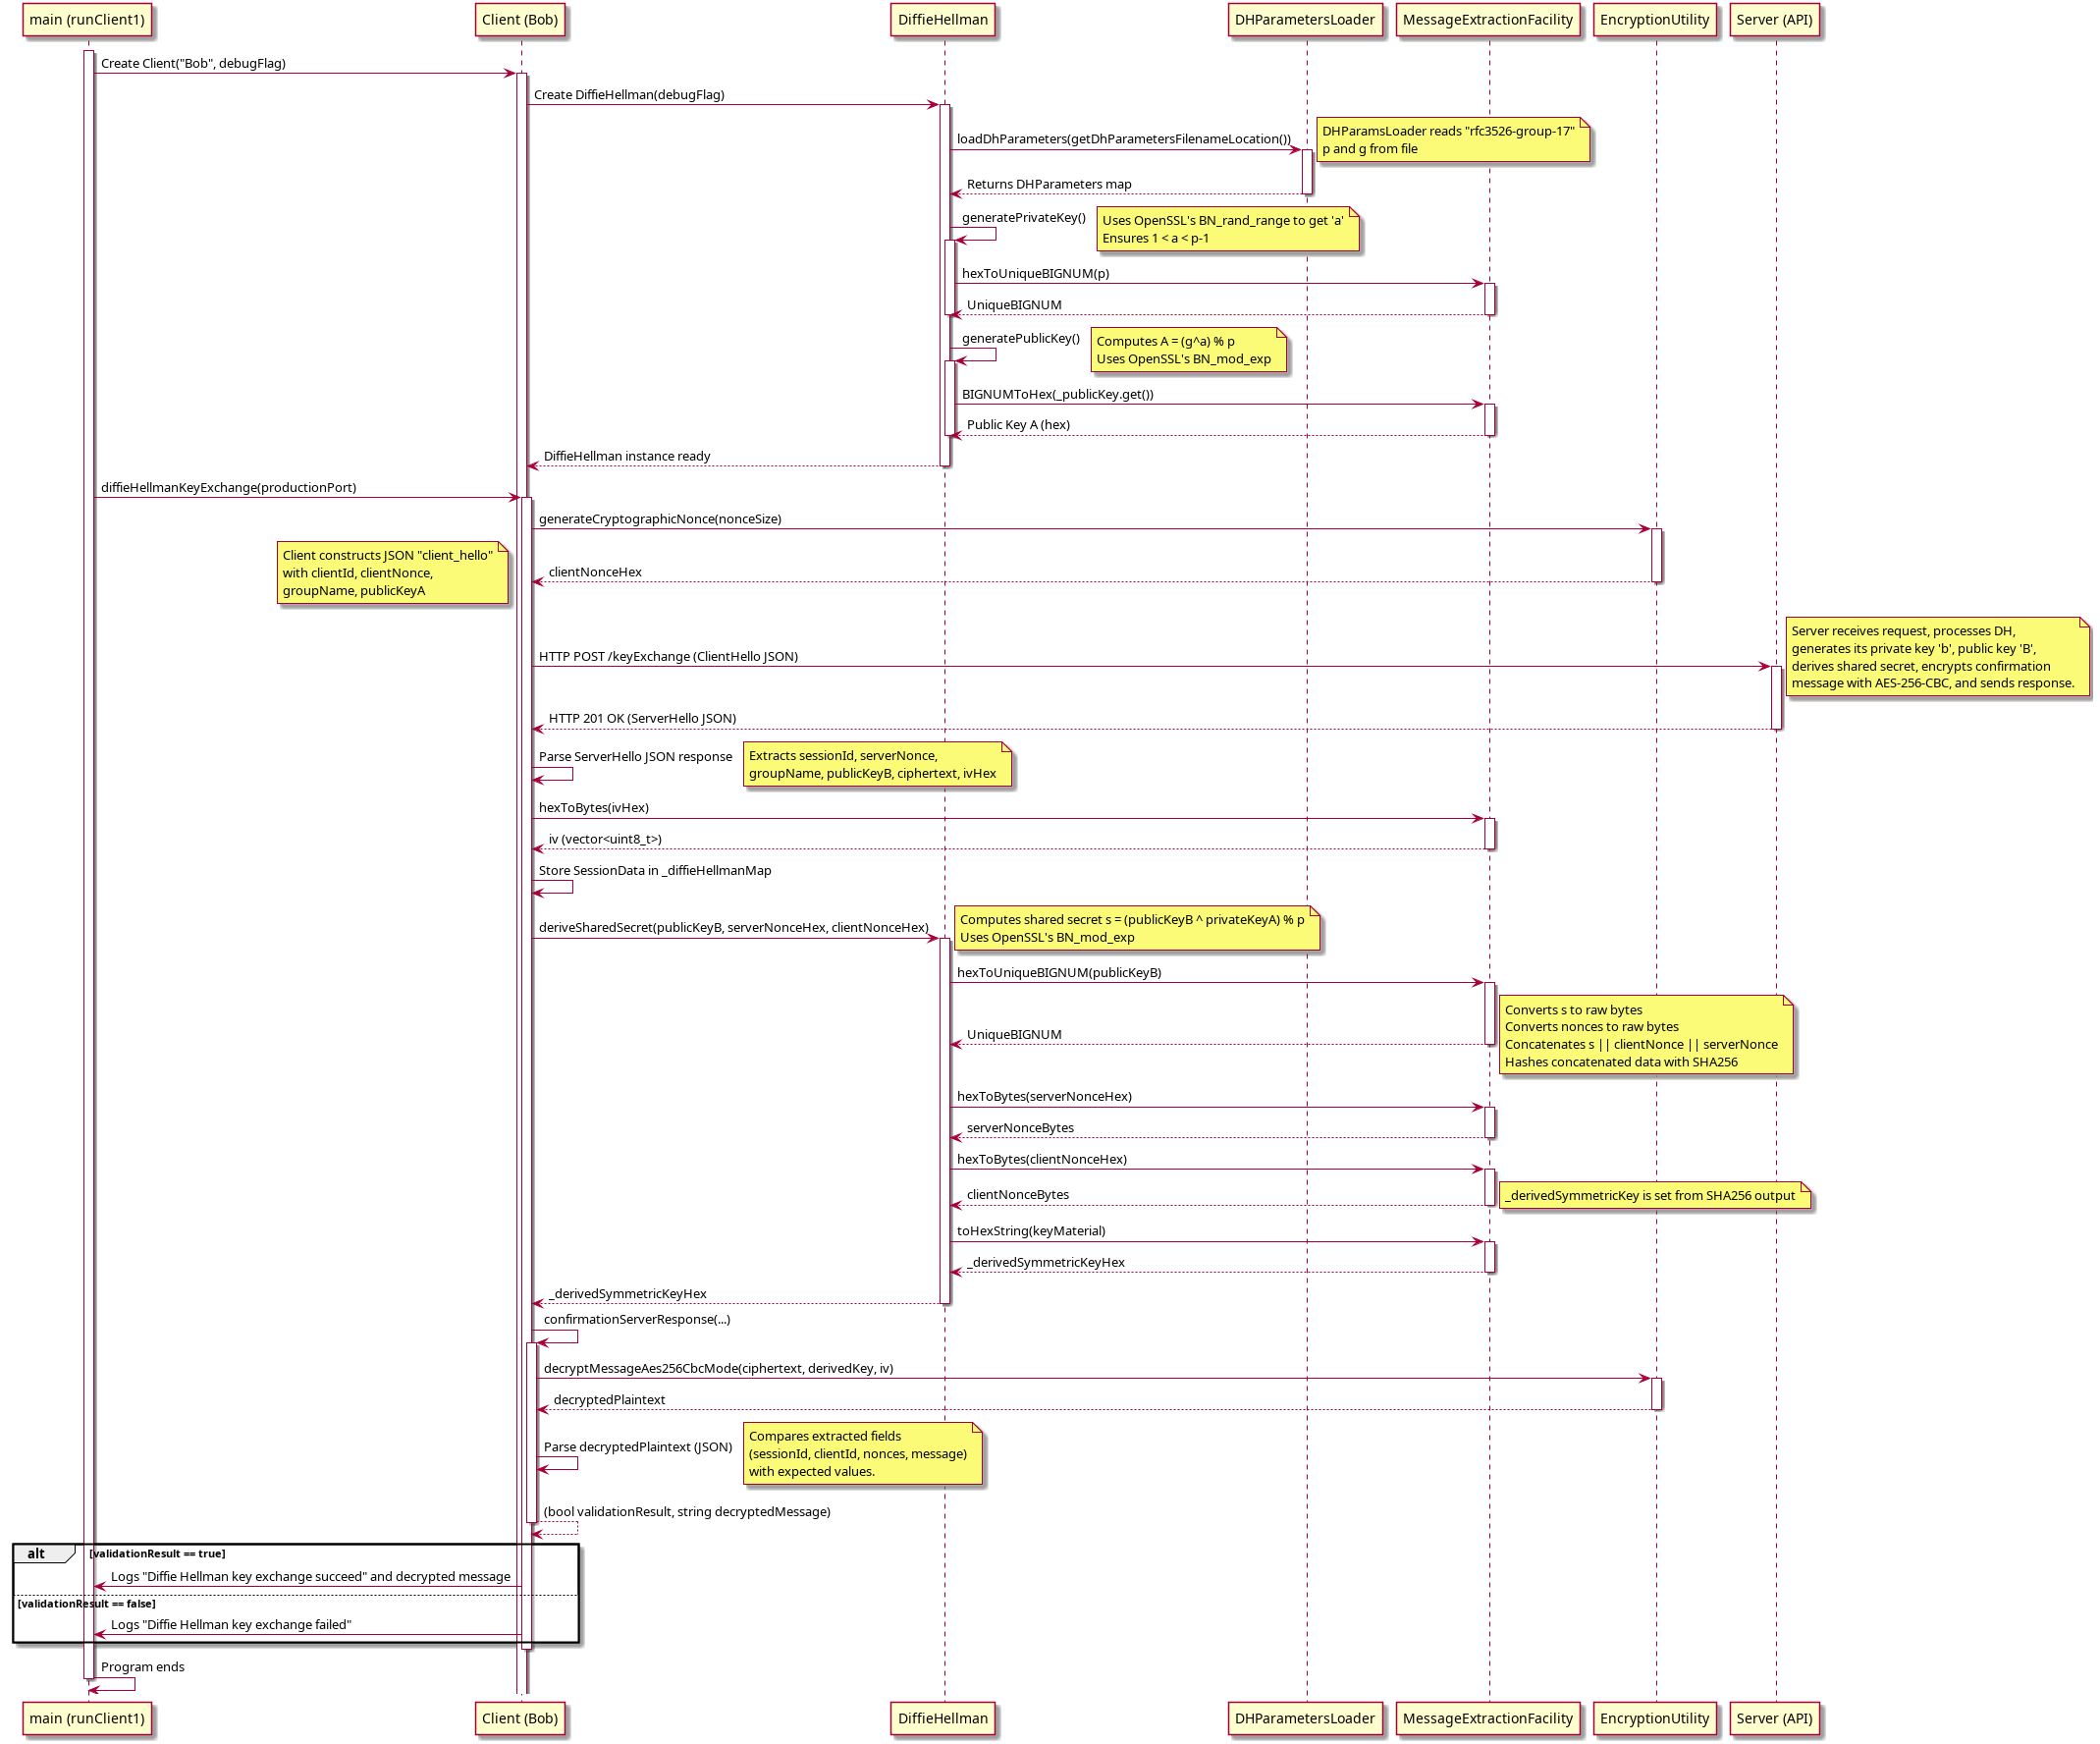 main (runClient1)
Client (Bob)
DiffieHellman
DHParametersLoader
MessageExtractionFacility
EncryptionUtility
Server (API)
Create Client("Bob", debugFlag)
Create DiffieHellman(debugFlag)
loadDhParameters(getDhParametersFilenameLocation())
DHParamsLoader reads "rfc3526-group-17"
p and g from file
Returns DHParameters map
generatePrivateKey()
Uses OpenSSL's BN_rand_range to get 'a'
Ensures 1 < a < p-1
hexToUniqueBIGNUM(p)
UniqueBIGNUM
generatePublicKey()
Computes A = (g^a) % p
Uses OpenSSL's BN_mod_exp
BIGNUMToHex(_publicKey.get())
Public Key A (hex)
DiffieHellman instance ready
diffieHellmanKeyExchange(productionPort)
generateCryptographicNonce(nonceSize)
Client constructs JSON "client_hello"
with clientId, clientNonce,
groupName, publicKeyA
clientNonceHex
HTTP POST /keyExchange (ClientHello JSON)
Server receives request, processes DH,
generates its private key 'b', public key 'B',
derives shared secret, encrypts confirmation
message with AES-256-CBC, and sends response.
HTTP 201 OK (ServerHello JSON)
Parse ServerHello JSON response
Extracts sessionId, serverNonce,
groupName, publicKeyB, ciphertext, ivHex
hexToBytes(ivHex)
iv (vector<uint8_t>)
Store SessionData in _diffieHellmanMap
deriveSharedSecret(publicKeyB, serverNonceHex, clientNonceHex)
Computes shared secret s = (publicKeyB ^ privateKeyA) % p
Uses OpenSSL's BN_mod_exp
hexToUniqueBIGNUM(publicKeyB)
UniqueBIGNUM
Converts s to raw bytes
Converts nonces to raw bytes
Concatenates s || clientNonce || serverNonce
Hashes concatenated data with SHA256
hexToBytes(serverNonceHex)
serverNonceBytes
hexToBytes(clientNonceHex)
clientNonceBytes
_derivedSymmetricKey is set from SHA256 output
toHexString(keyMaterial)
_derivedSymmetricKeyHex
_derivedSymmetricKeyHex
confirmationServerResponse(...)
decryptMessageAes256CbcMode(ciphertext, derivedKey, iv)
decryptedPlaintext
Parse decryptedPlaintext (JSON)
Compares extracted fields
(sessionId, clientId, nonces, message)
with expected values.
(bool validationResult, string decryptedMessage)
alt
[validationResult == true]
Logs "Diffie Hellman key exchange succeed" and decrypted message
[validationResult == false]
Logs "Diffie Hellman key exchange failed"
Program ends
main (runClient1)
Client (Bob)
DiffieHellman
DHParametersLoader
MessageExtractionFacility
EncryptionUtility
Server (API)